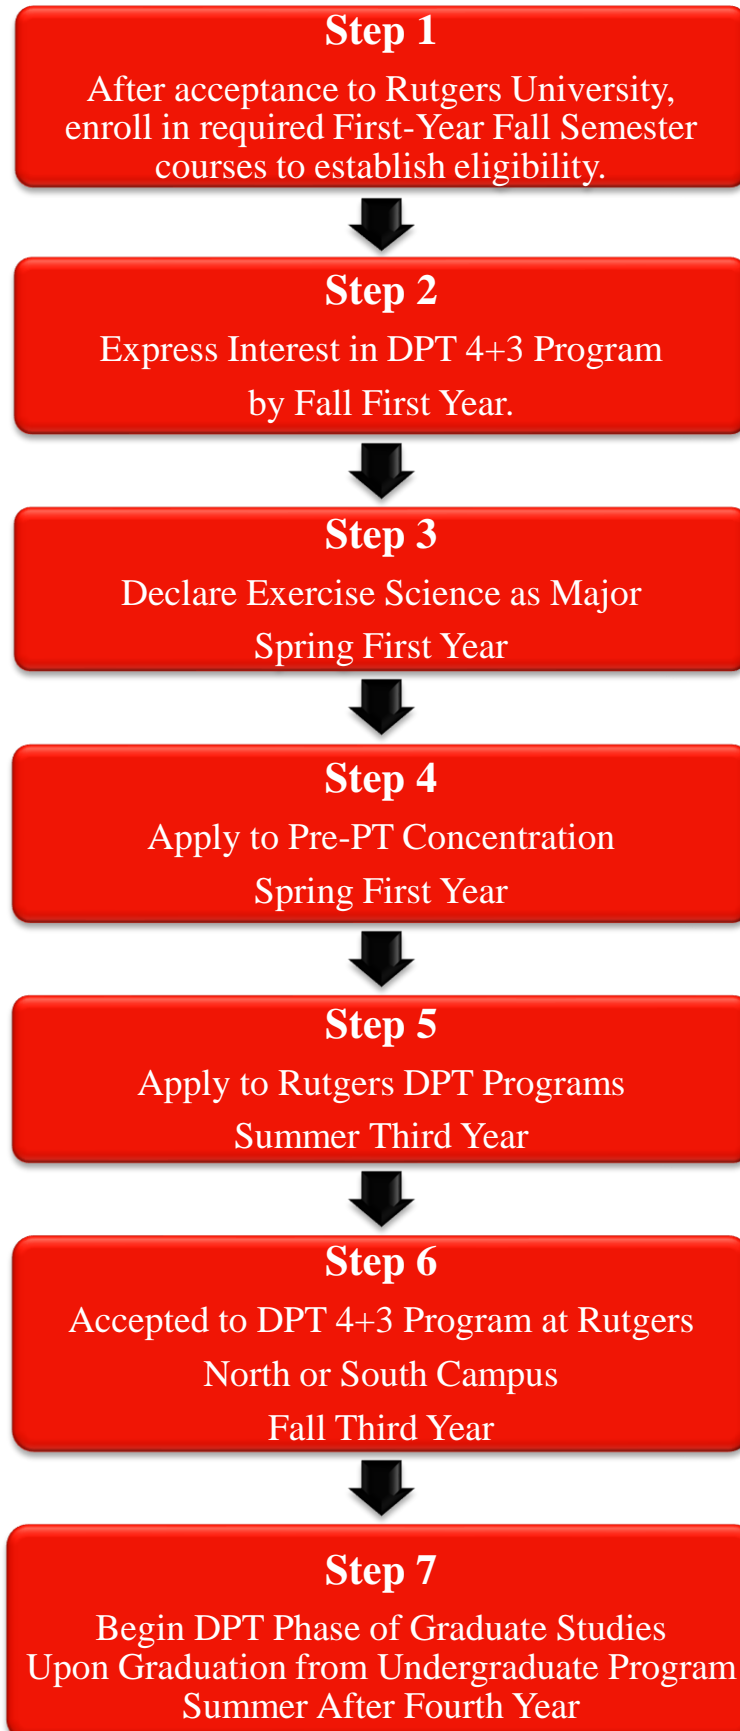 Step 1
After acceptance to Rutgers University,
enroll in required First-Year Fall Semester
courses to establish eligibility.
Step 2
Express Interest in DPT 4+3 Program
by Fall First Year.
Step 3
Declare Exercise Science as Major
Spring First Year
Step 4
Apply to Pre-PT Concentration
Spring First Year
Step 5
Apply to Rutgers DPT Programs
Summer Third Year
Step 6
Accepted to DPT 4+3 Program at Rutgers
North or South Campus
Fall Third Year
Step 7
Begin DPT Phase of Graduate Studies
Upon Graduation from Undergraduate Program
Summer After Fourth Year